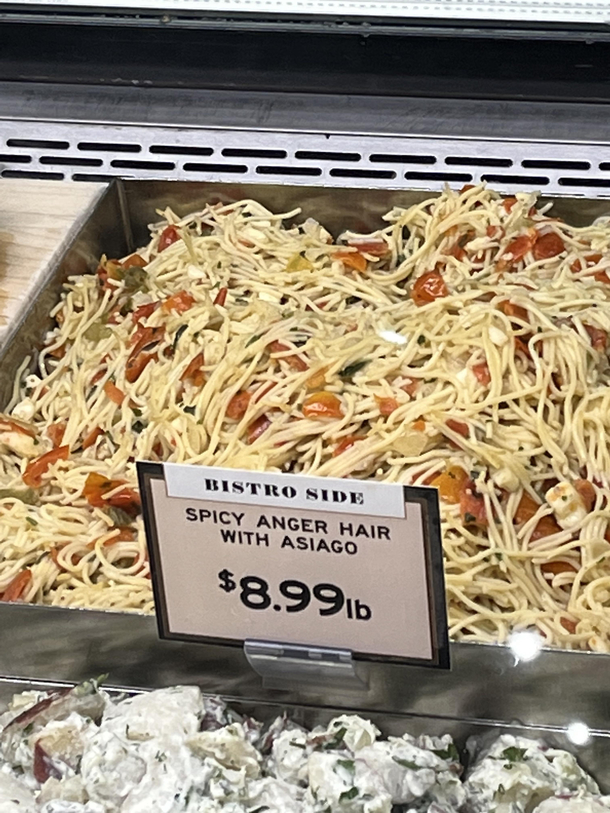 BISTRO SIDE
SPICY ANGER HAIR
WITH ASIAGO
$8.99lb